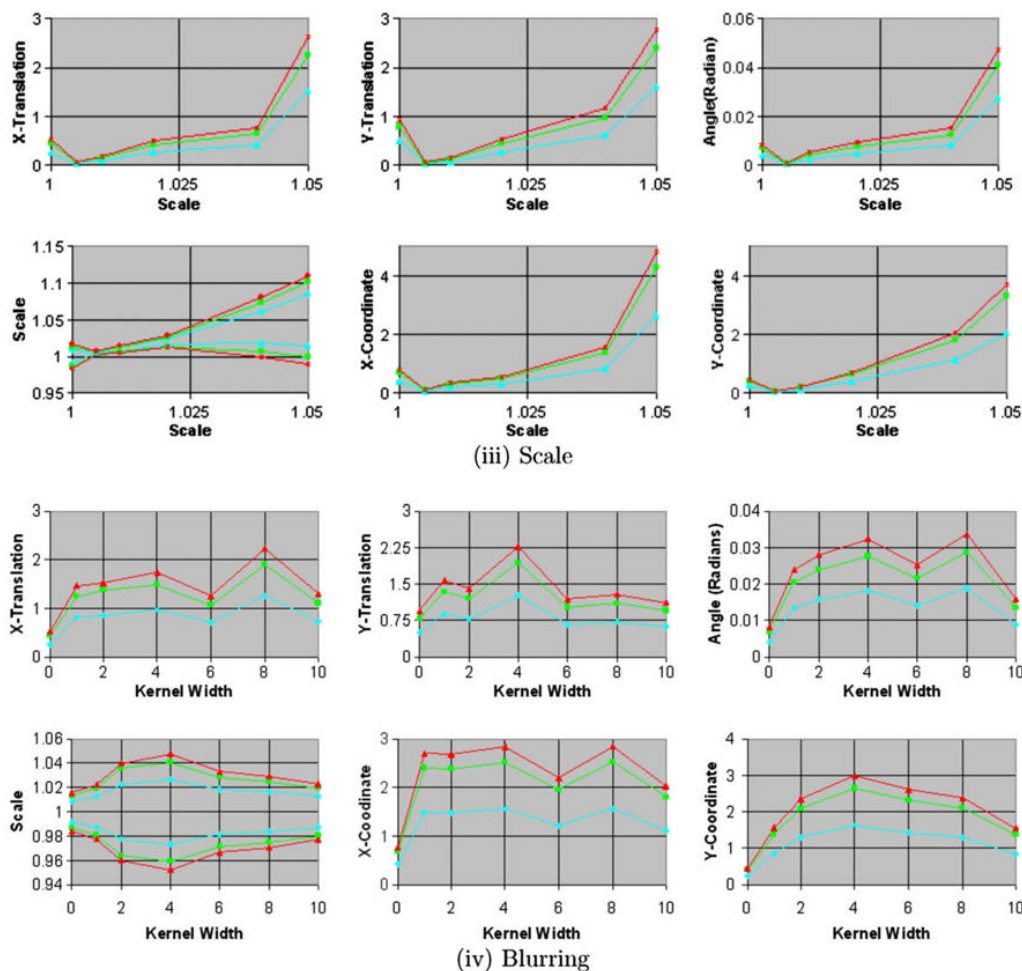 3
2
1
0
X-Translation
1
1.025
1.05
Scale
3
2
1
0
Y-Translation
1
1.025
1.05
Scale
0.06
0.04
0.02
0
Angle(Radian)
1
1.025
1.05
Scale
1.15
1.1
1.05
1
0.95
Scale
1
1.025
1.05
Scale
4
2
0
X-Coordinate
1
1.025
1.05
Scale
4
2
0
Y-Coordinate
1
1.025
1.05
Scale
(iii) Scale
3
2
1
0
X-Translation
0 2 4 6 8 10
Kernel Width
3
2.25
1.5
0.75
0
Y-Translation
0 2 4 6 8 10
Kernel Width
0.04
0.03
0.02
0.01
0
Angle (Radians)
0 2 4 6 8 10
Kernel Width
1.06
1.04
1.02
1
0.98
0.96
0.94
Scale
0 2 4 6 8 10
Kernel Width
3
2
1
0
X-Coodinate
0 2 4 6 8 10
Kernel Width
4
3
2
1
0
Y-Coordinate
0 2 4 6 8 10
Kernel Width
(iv) Blurring